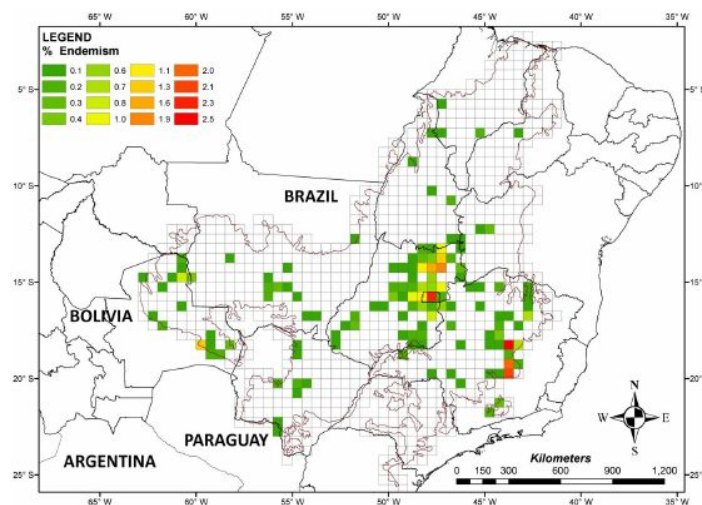 65° W 60° W 55° W 50° W 45° W 40° W 35° W
LEGEND
% Endemism
0.1 0.6 1.1 2.0
0.2 0.7 1.3 2.1
0.3 0.8 1.6 2.3
0.4 1.0 1.9 2.5
5° S 5° S
10° S 10° S
BRAZIL
15° S 15° S
BOLIVIA
20° S 20° S
N
W E
S
PARAGUAY
Kilometers
ARGENTINA
0 150 300 600 900 1,200
25° S 25° S
65° W 60° W 55° W 50° W 45° W 40° W 35° W